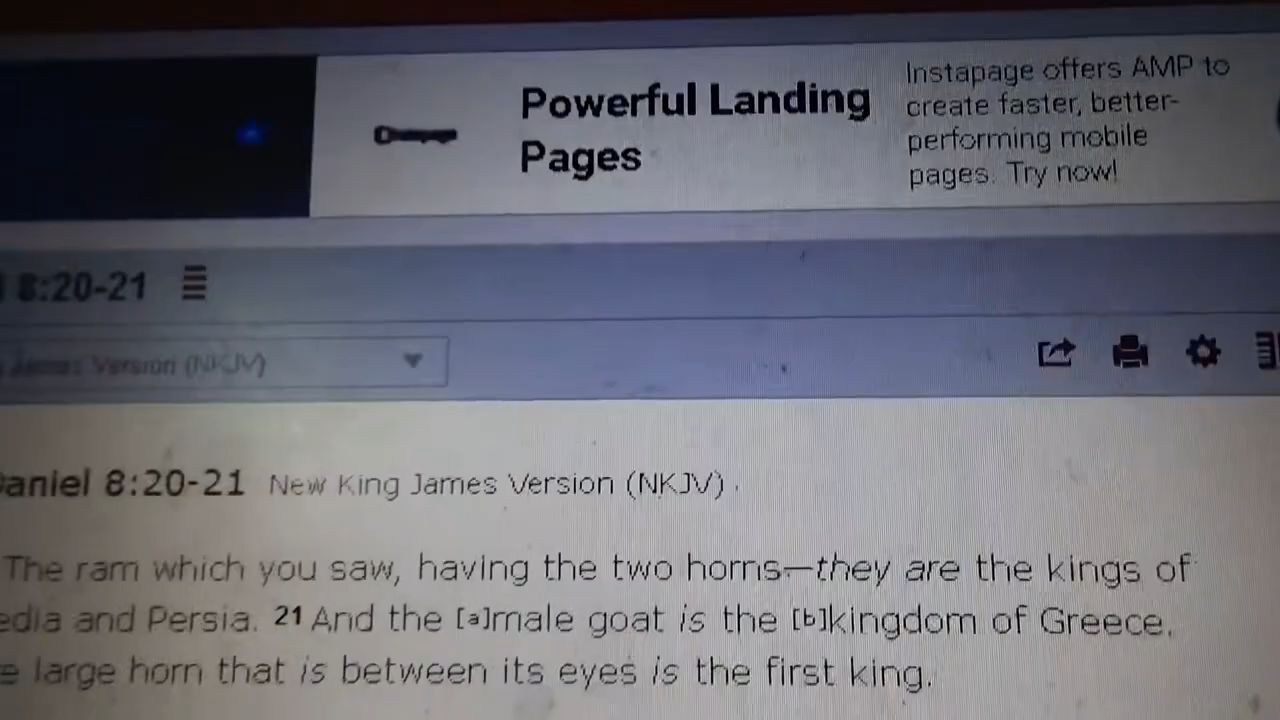 Powerful Landing
Pages
Instapage offers AMP to
create faster, better-
performing mobile
pages. Try now!
8:20-21
James Version (NKJV)
aniel 8:20-21 New King James Version (NKJV)
The ram which you saw, having the two horns—they are the kings of
edia and Persia. 21 And the [a]male goat is the [b]kingdom of Greece.
e large horn that is between its eyes is the first king.